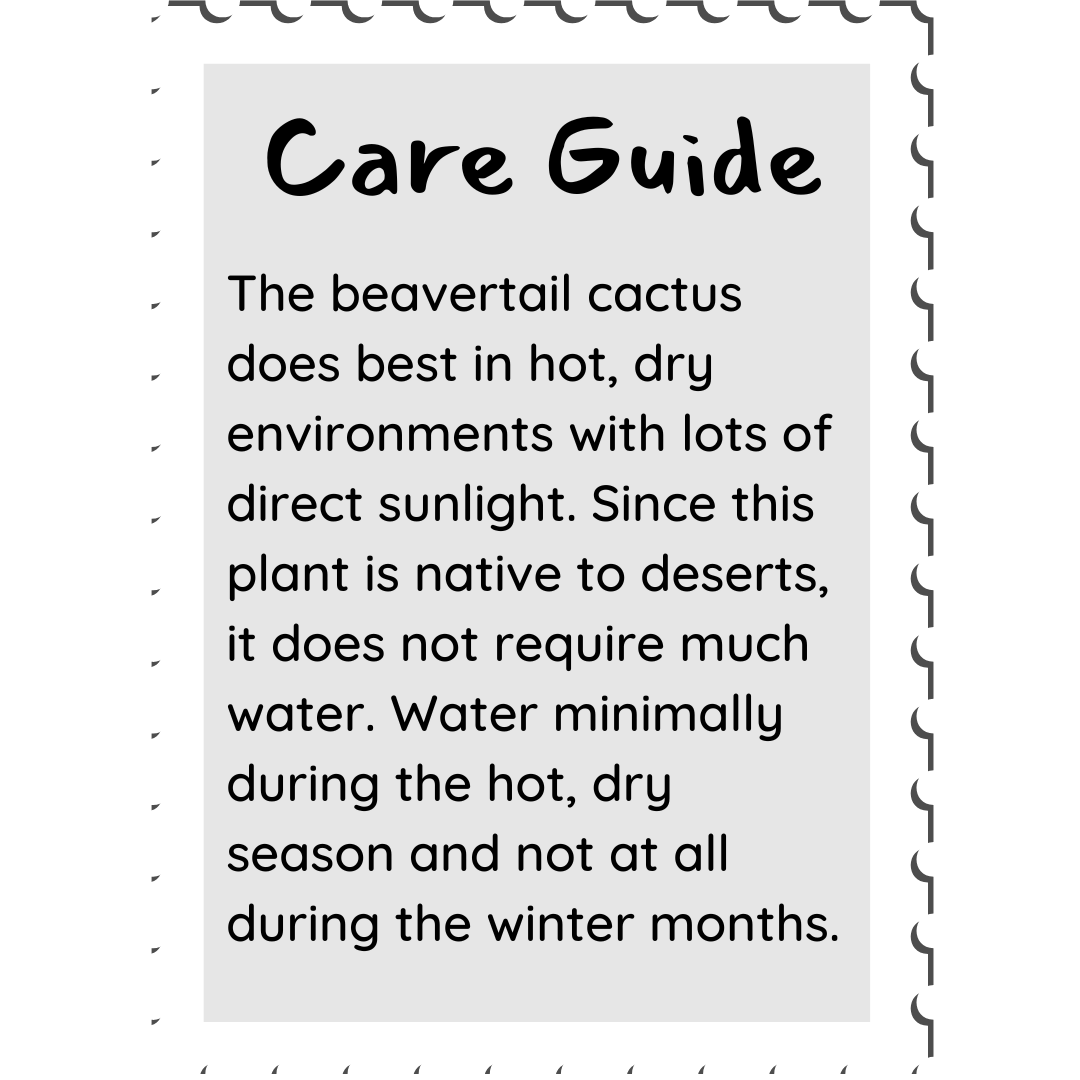 Care Guide
The beavertail cactus
does best in hot, dry
environments with lots of
direct sunlight. Since this
plant is native to deserts,
it does not require much
water. Water minimally
during the hot, dry
season and not at all
during the winter months.